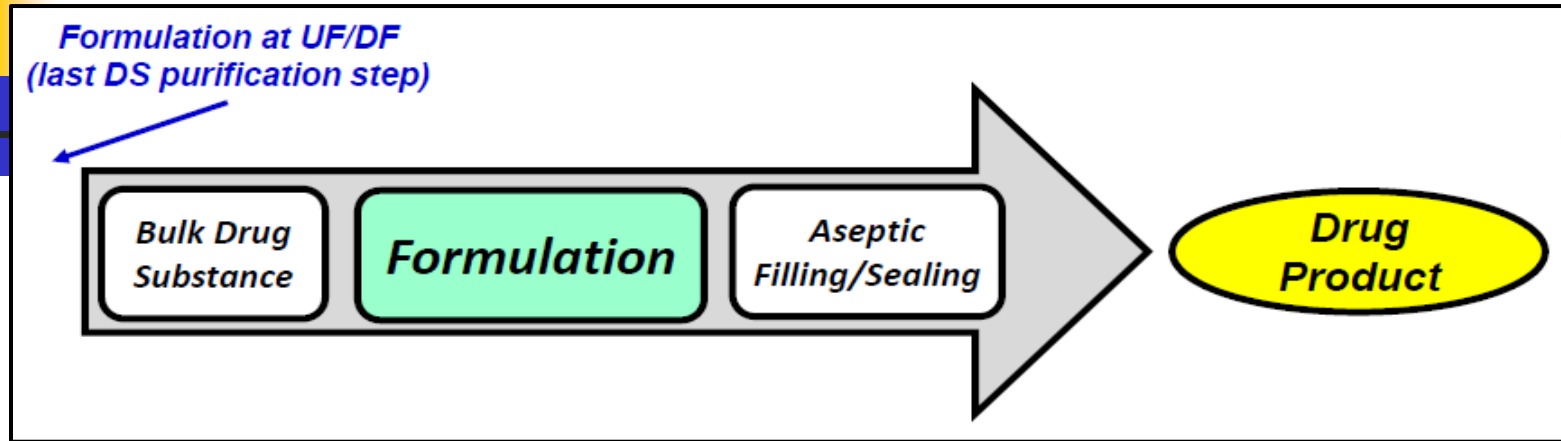 Formulation at UF/DF
(last DS purification step)
Bulk Drug
Substance
Formulation
Aseptic
Filling/Sealing
Drug
Product